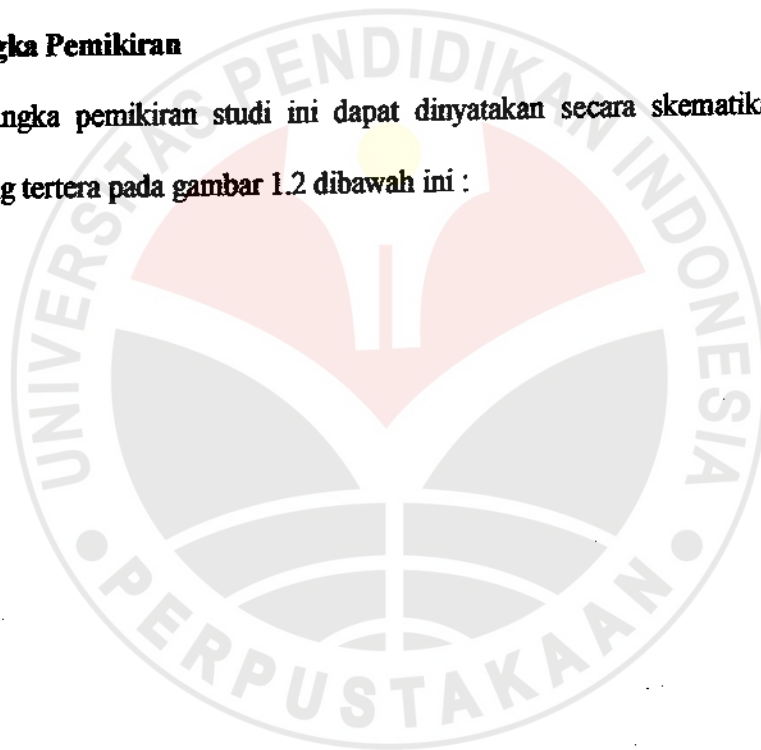 gka Pemikiran
ngka pemikiran studi ini dapat dinyatakan secara skematik
g tertera pada gambar 1.2 dibawah ini :
UNIVERSITAS PENDIDIKAN INDONESIA
PERPUSTAKAAN